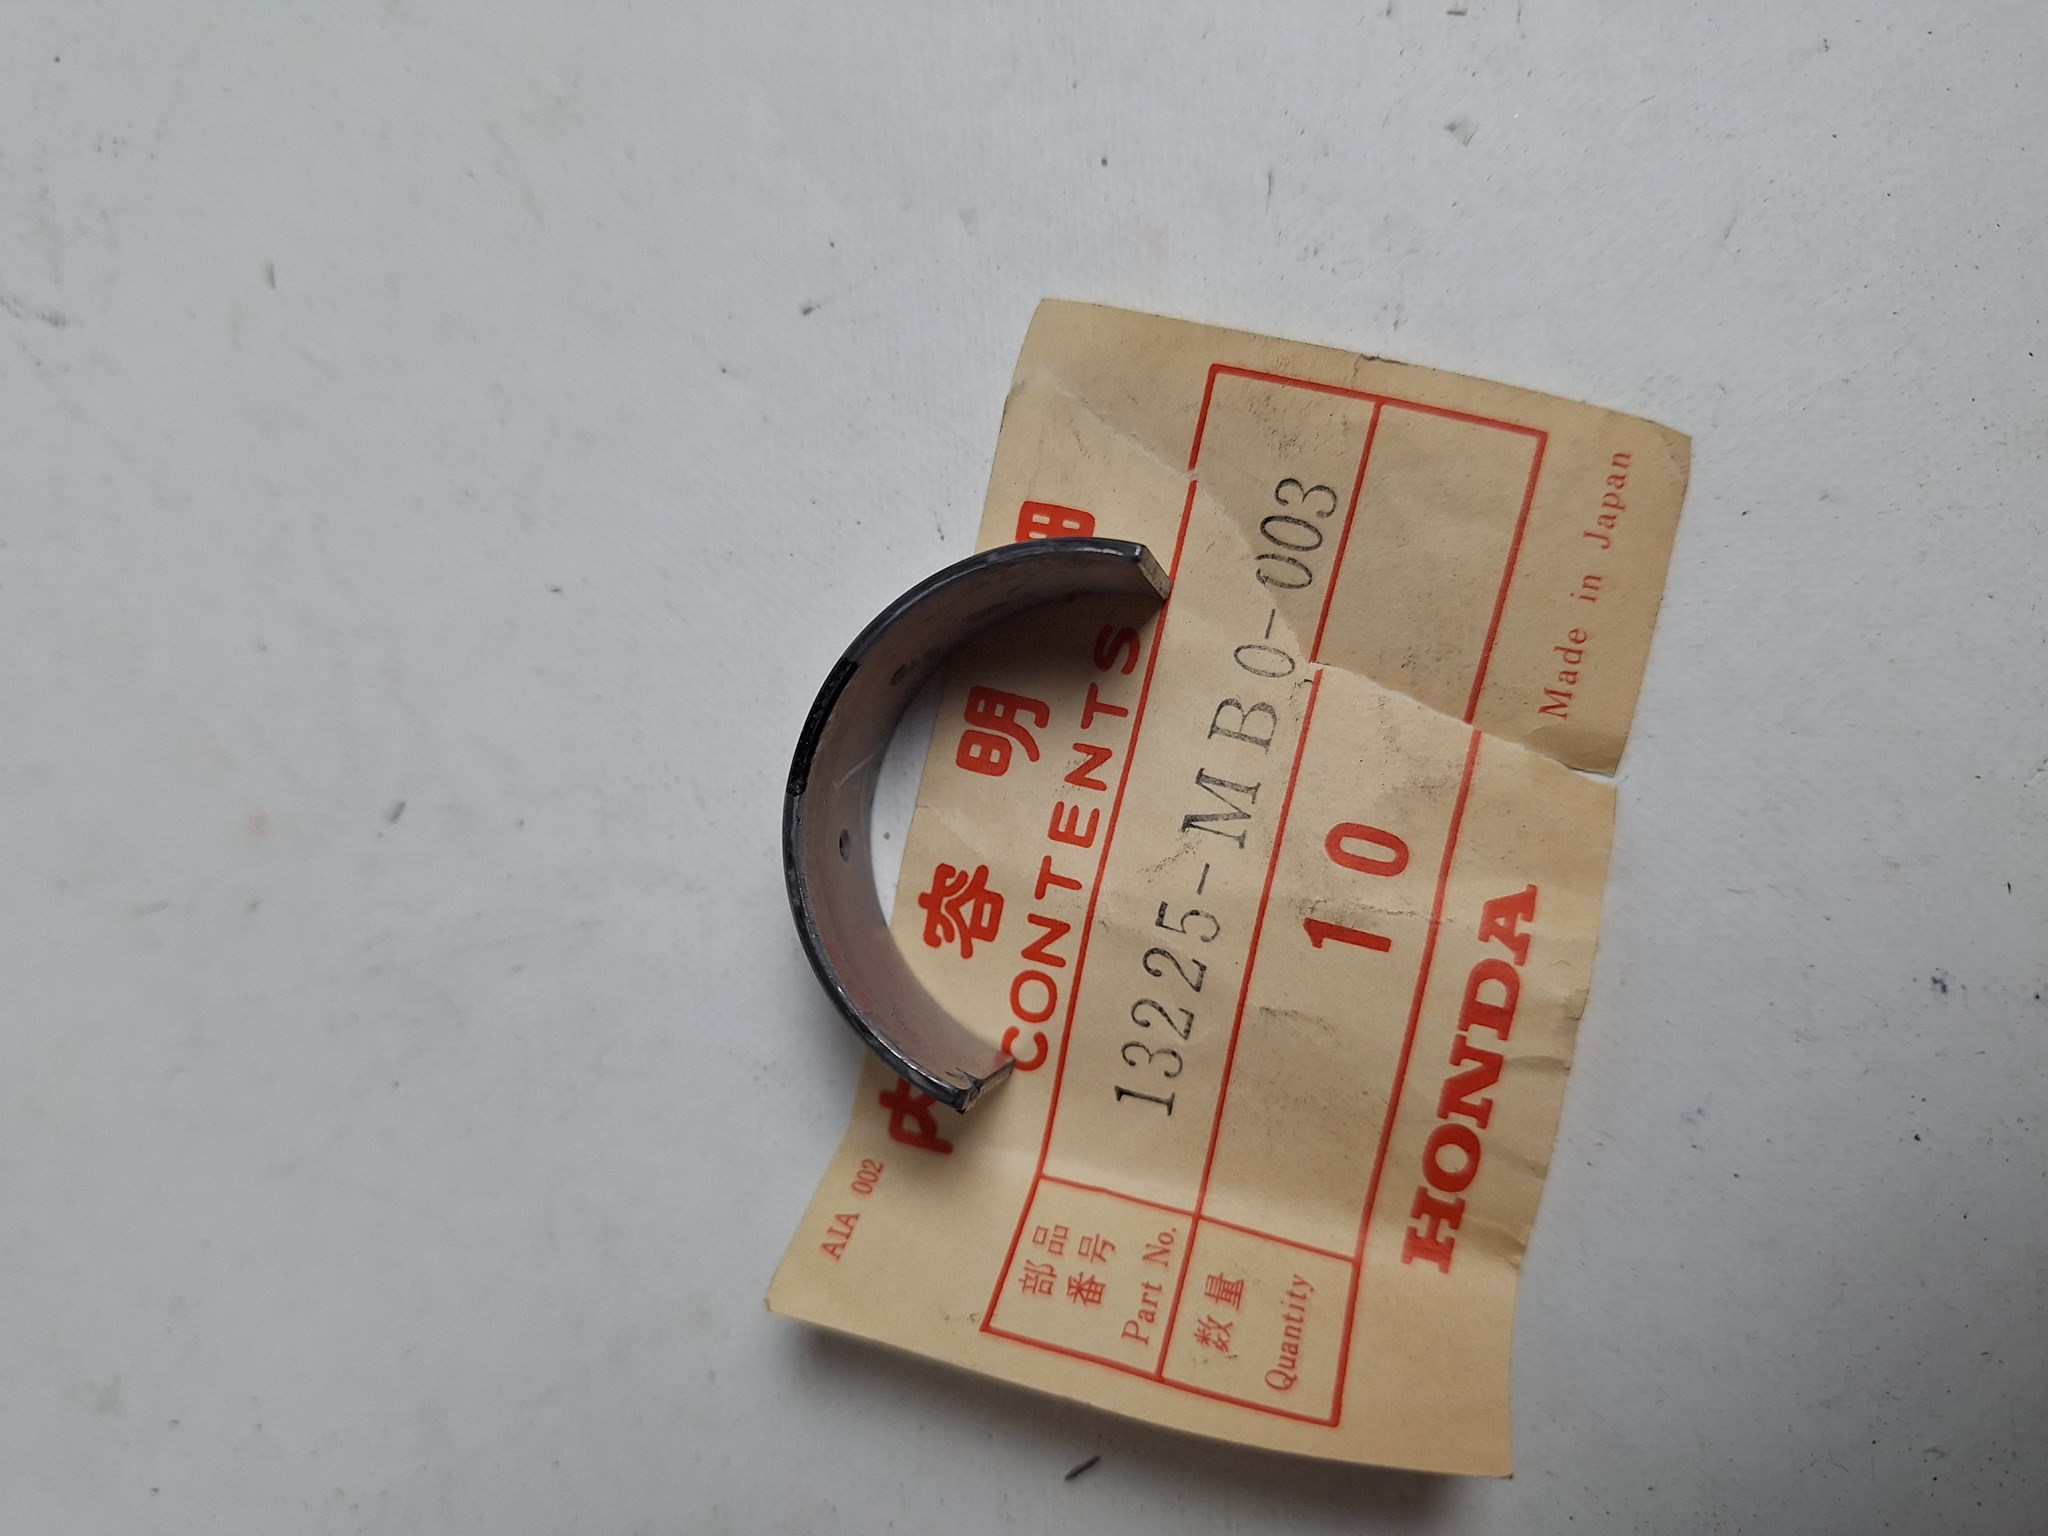 AIA 002
内容明細
CONTENTS
部品
番号
Part No.
13225-MB0-003
数量
Quantity
10
HONDA
Made in Japan